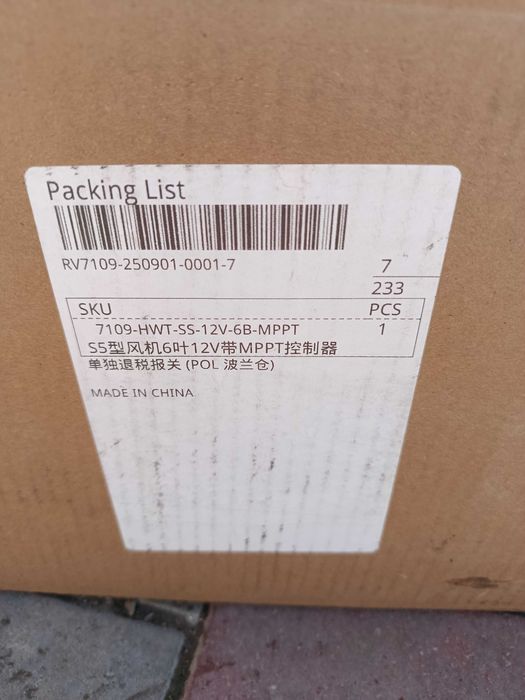 Packing List
RV7109-250901-0001-7
7
233
SKU PCS
7109-HWT-SS-12V-6B-MPPT 1
S5型风机6叶12V带MPPT控制器
单独退税报关 (POL 波兰仓)
MADE IN CHINA